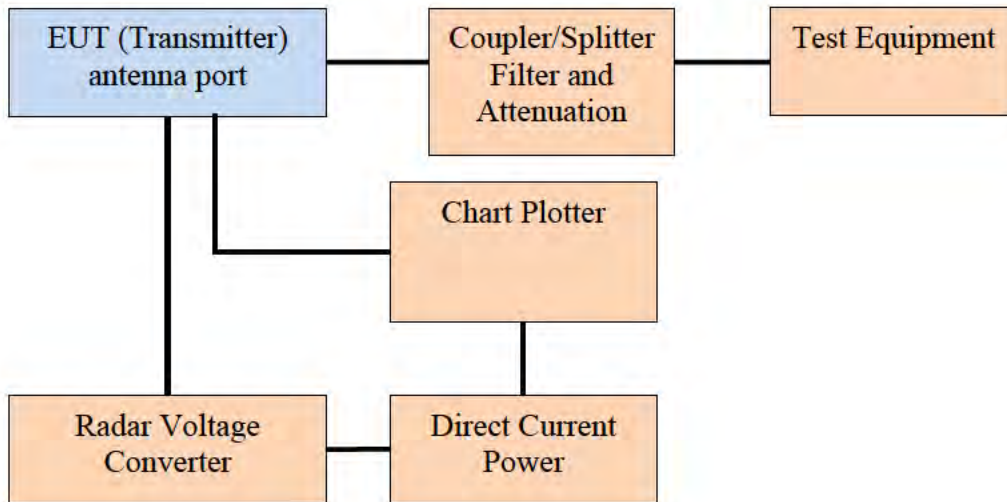 EUT (Transmitter)
antenna port
Coupler/Splitter
Filter and
Attenuation
Test Equipment
Chart Plotter
Radar Voltage
Converter
Direct Current
Power